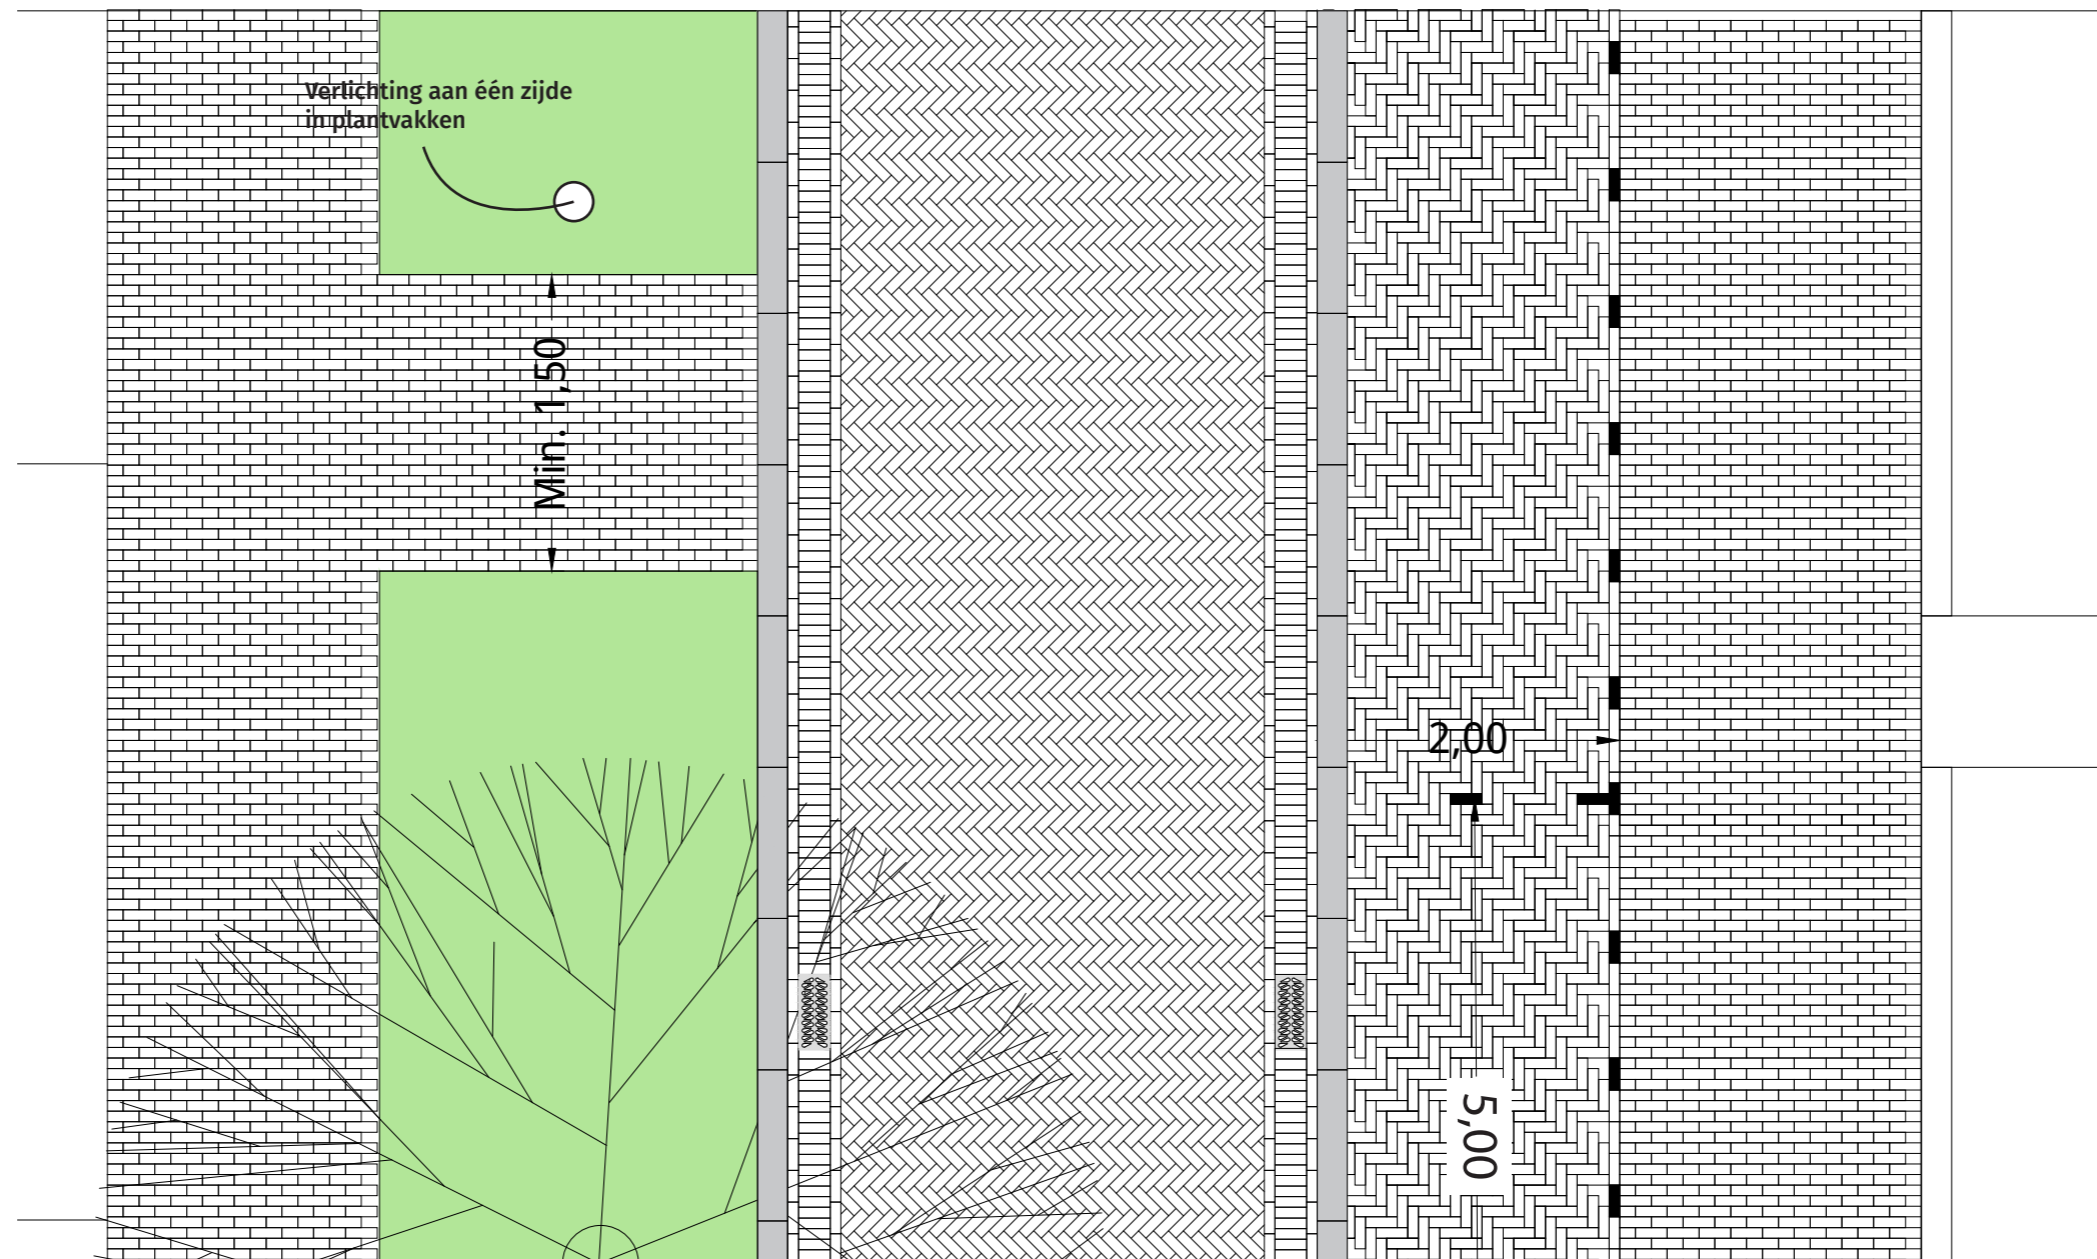 Verlichting aan één zijde
in plantvakken
Min. 1,50
2,00
5,00